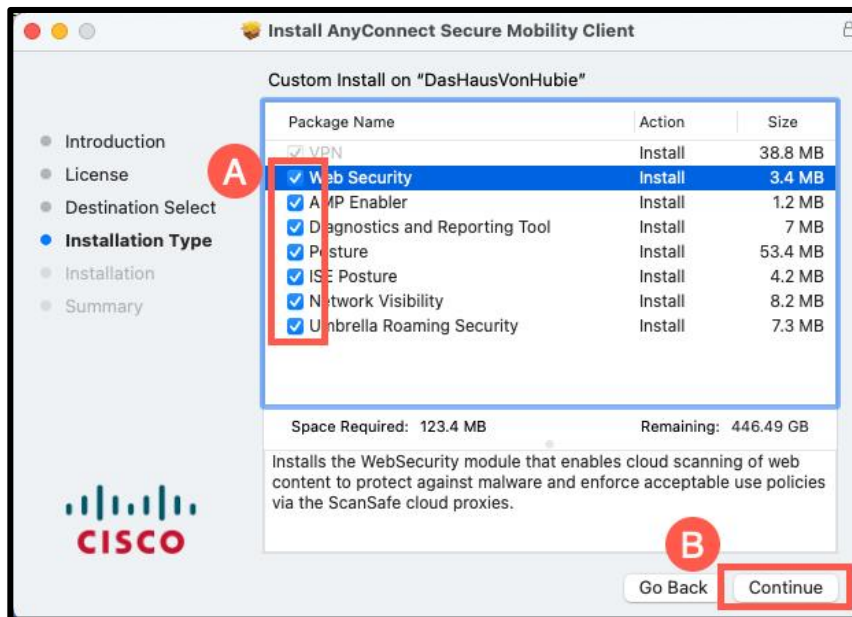 Install AnyConnect Secure Mobility Client
Custom Install on "DasHausVonHubie"
Introduction
License
Destination Select
Installation Type
Installation
Summary
A
Package Name Action Size
VPN Install 38.8 MB
Web Security Install 3.4 MB
AMP Enabler Install 1.2 MB
Diagnostics and Reporting Tool Install 7 MB
Posture Install 53.4 MB
ISE Posture Install 4.2 MB
Network Visibility Install 8.2 MB
Umbrella Roaming Security Install 7.3 MB
Space Required: 123.4 MB Remaining: 446.49 GB
Installs the WebSecurity module that enables cloud scanning of web
content to protect against malware and enforce acceptable use policies
via the ScanSafe cloud proxies.
CISCO
B
Go Back Continue